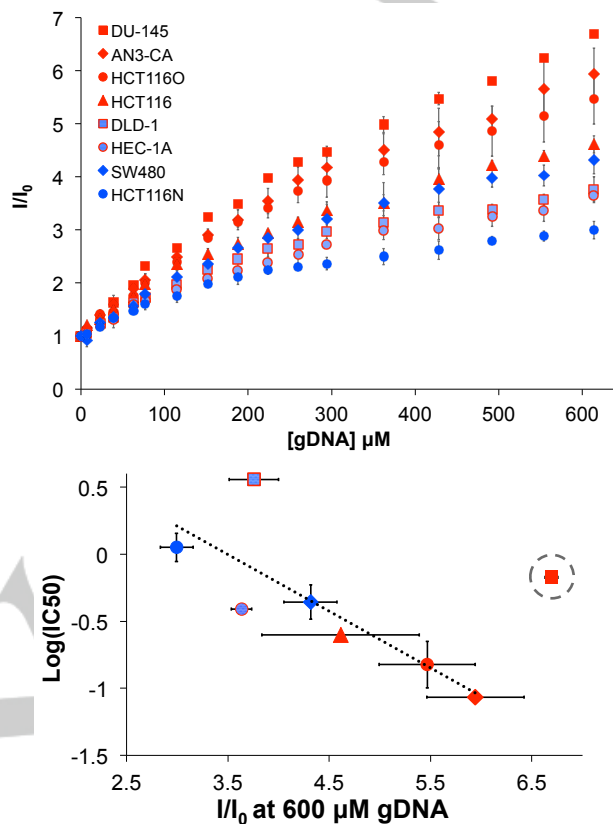 7
6
5
4
3
2
1
0
I/I0
DU-145
AN3-CA
HCT116O
HCT116
DLD-1
HEC-1A
SW480
HCT116N
0 100 200 300 400 500 600
[gDNA] µM
0.5
0
-0.5
-1
-1.5
Log(IC50)
2.5 3.5 4.5 5.5 6.5
I/I0 at 600 µM gDNA